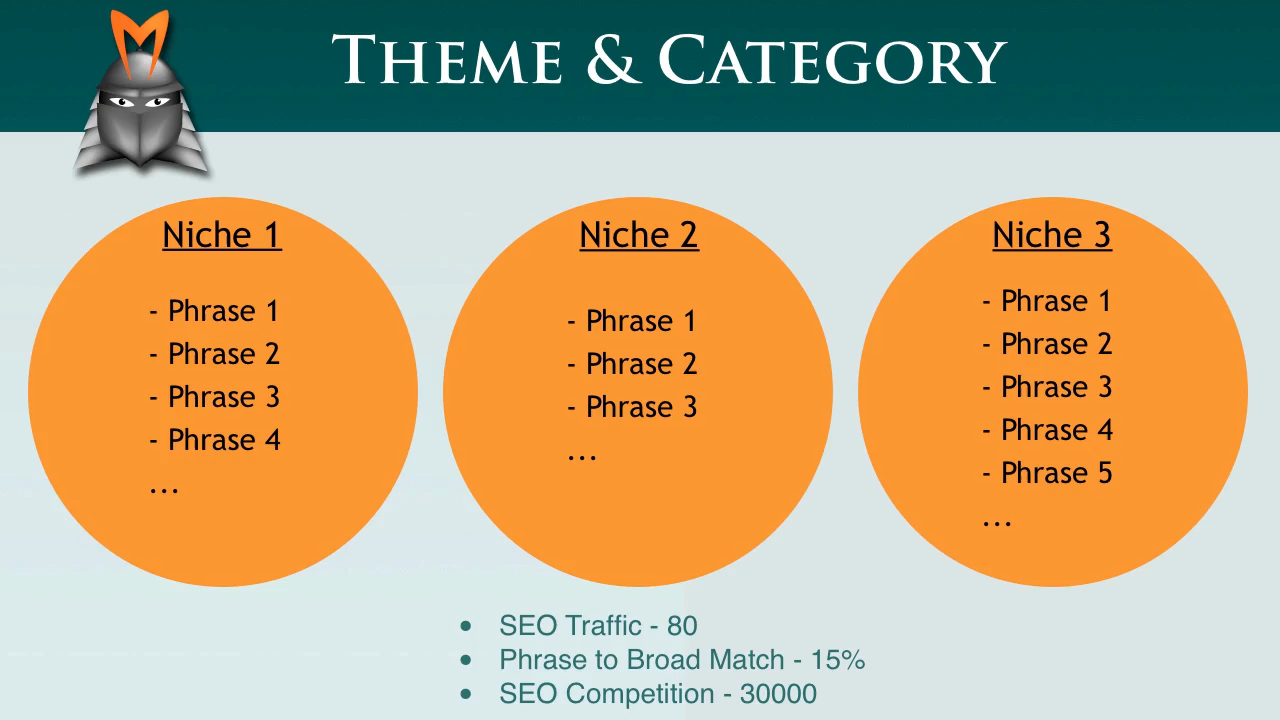 THEME & CATEGORY
Niche 1
- Phrase 1
- Phrase 2
- Phrase 3
- Phrase 4
...
Niche 2
- Phrase 1
- Phrase 2
- Phrase 3
...
Niche 3
- Phrase 1
- Phrase 2
- Phrase 3
- Phrase 4
- Phrase 5
...
• SEO Traffic - 80
• Phrase to Broad Match - 15%
• SEO Competition - 30000